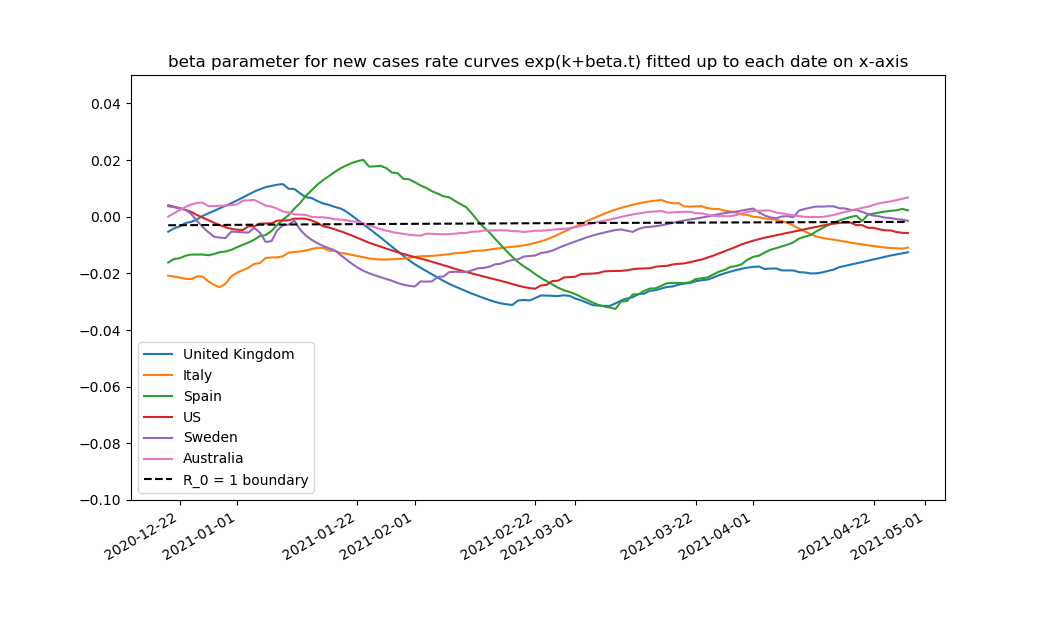 beta parameter for new cases rate curves exp(k+beta.t) fitted up to each date on x-axis
0.04
0.02
0.00
−0.02
−0.04
−0.06
−0.08
−0.10
United Kingdom
Italy
Spain
US
Sweden
Australia
R_0 = 1 boundary
2020-12-22
2021-01-01
2021-01-22
2021-02-01
2021-02-22
2021-03-01
2021-03-22
2021-04-01
2021-04-22
2021-05-01